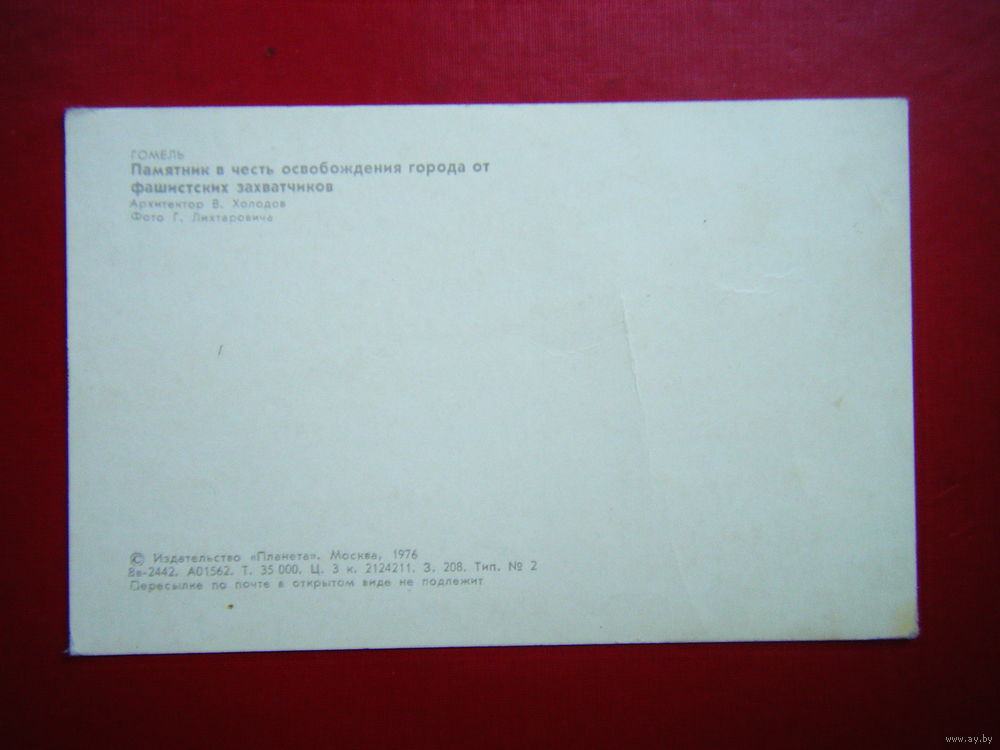 ГОМЕЛЬ
Памятник в честь освобождения города от
фашистских захватчиков
Архитектор В. Холодов
Фото Г. Лихтаровича
© Издательство «Планета». Москва, 1976
8в-2442. А01562. Т. 35 000. Ц. 3 к. 2124211. З. 208. Тип. № 2
Пересылке по почте в открытом виде не подлежит
www.ay.by